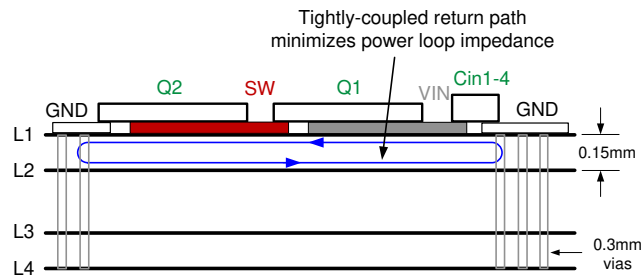 Tightly-coupled return path
minimizes power loop impedance
Q2
SW
Q1
VIN
Cin1-4
GND
GND
L1
L2
0.15mm
L3
L4
0.3mm
vias